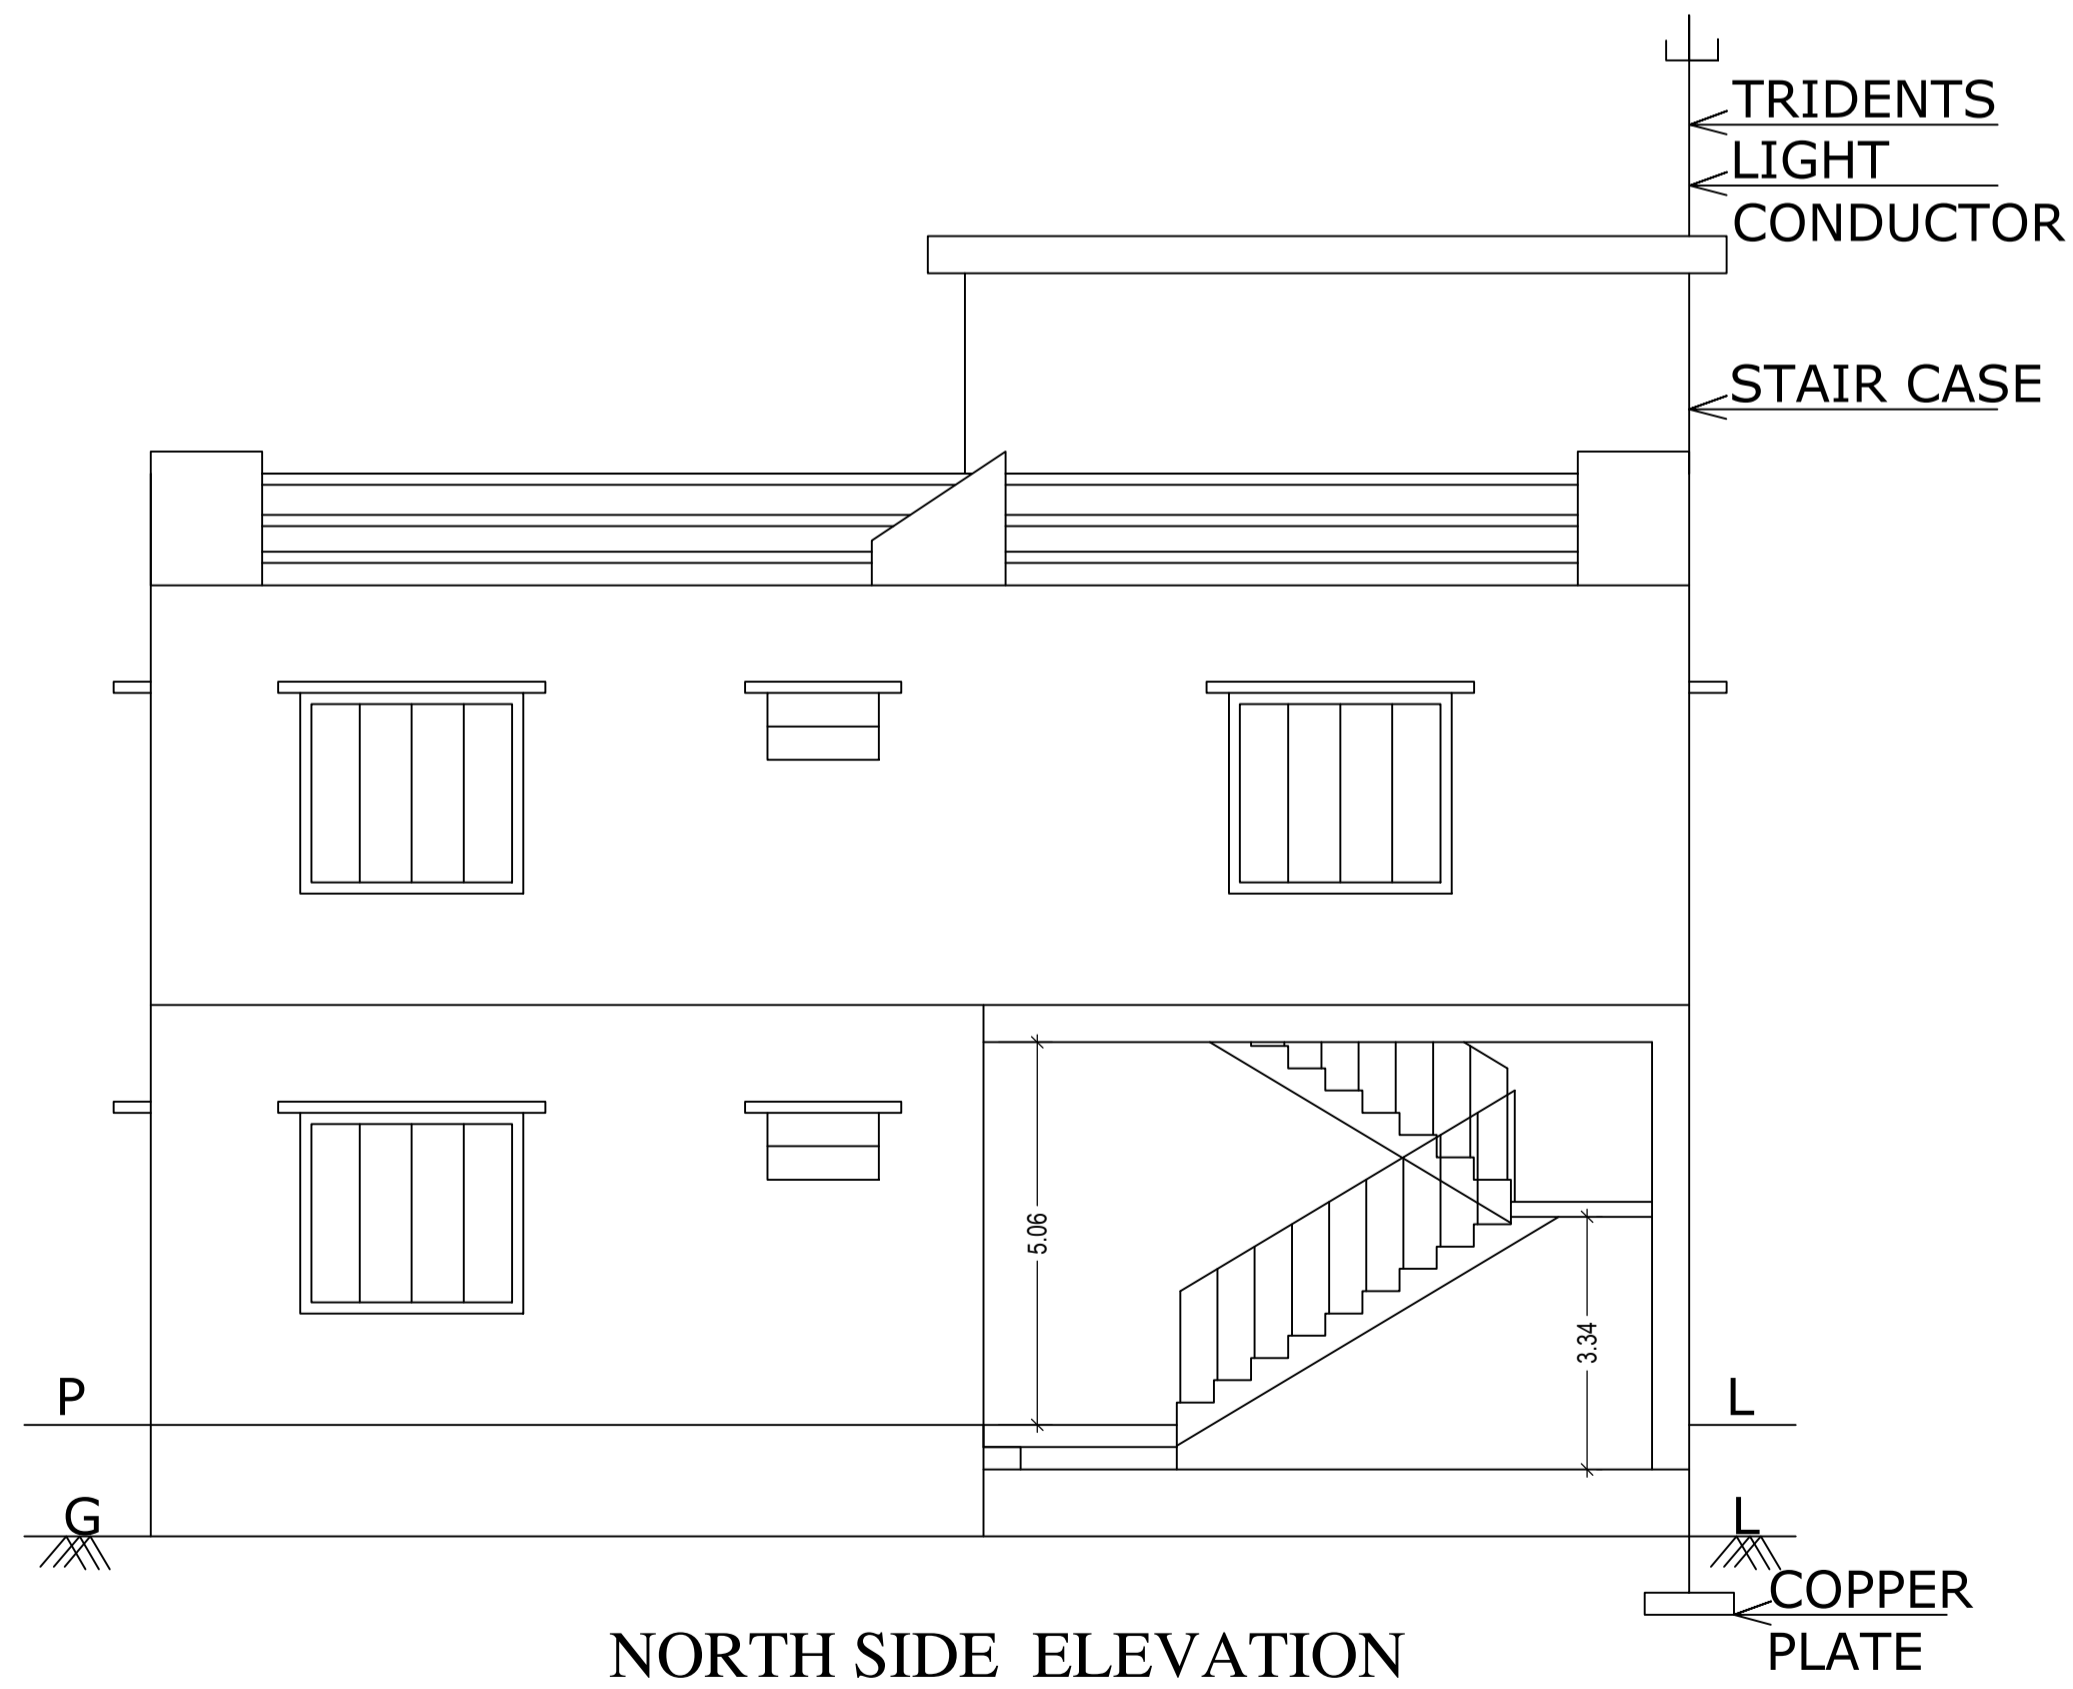 TRIDENTS
LIGHT
CONDUCTOR
STAIR CASE
5.06
3.34
P
L
G
L
COPPER
PLATE
NORTH SIDE ELEVATION